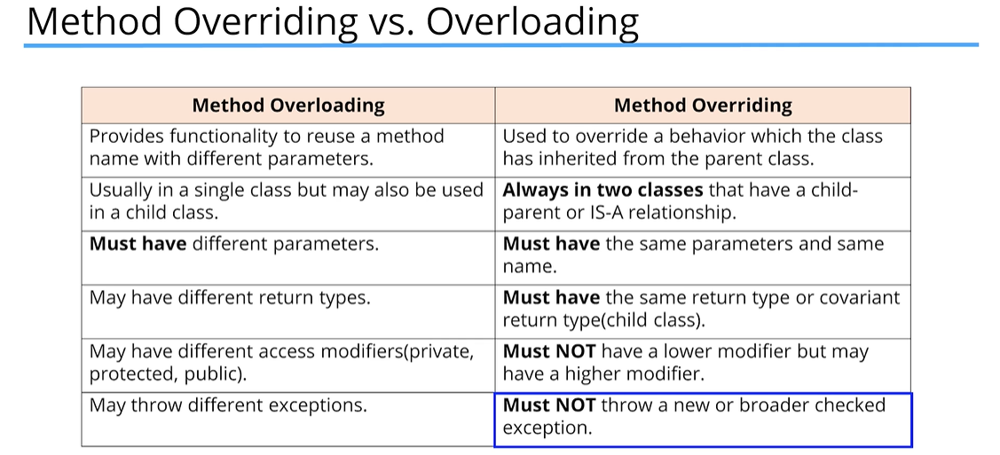 Method Overriding vs. Overloading
Method Overloading
Method Overriding
Provides functionality to reuse a method
name with different parameters.
Used to override a behavior which the class
has inherited from the parent class.
Usually in a single class but may also be used
in a child class.
Always in two classes that have a child-
parent or IS-A relationship.
Must have different parameters.
Must have the same parameters and same
name.
May have different return types.
Must have the same return type or covariant
return type(child class).
May have different access modifiers(private,
protected, public).
Must NOT have a lower modifier but may
have a higher modifier.
May throw different exceptions.
Must NOT throw a new or broader checked
exception.